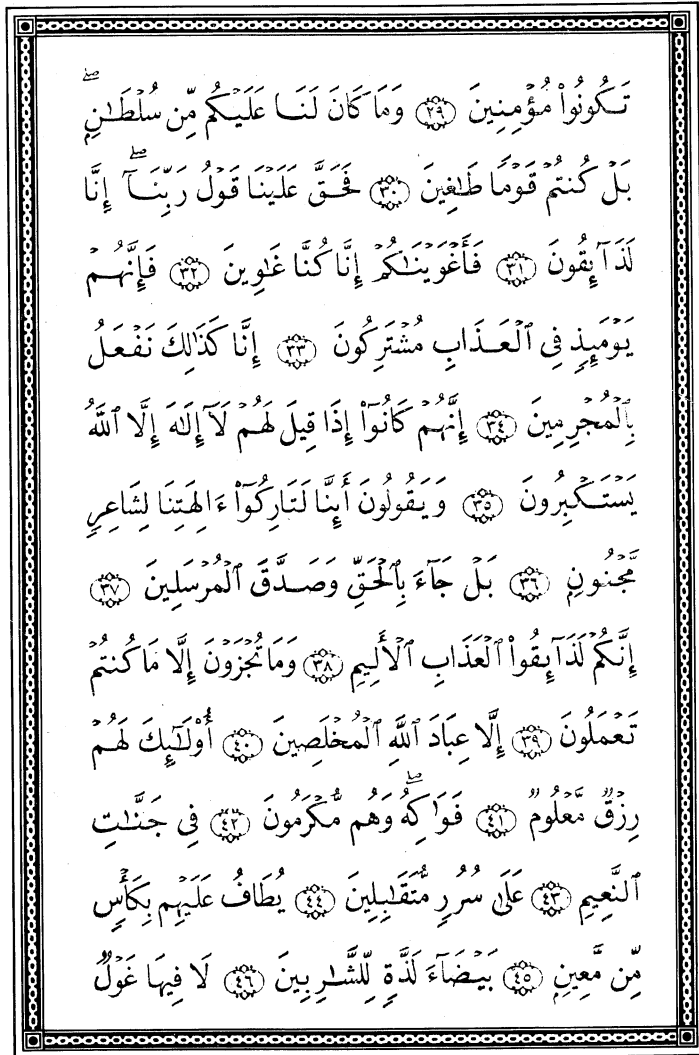 تَكُونُوا۟ مُؤْمِنِينَ ٢٩ وَمَا كَانَ لَنَا عَلَيْكُم مِّن سُلْطَـٰنٍۭ ۖ
بَلْ كُنتُمْ قَوْمًا طَـٰغِينَ ٣٠ فَحَقَّ عَلَيْنَا قَوْلُ رَبِّنَآ ۖ إِنَّا
لَذَآئِقُونَ ٣١ فَأَغْوَيْنَـٰكُمْ إِنَّا كُنَّا غَـٰوِينَ ٣٢ فَإِنَّهُمْ
يَوْمَئِذٍ فِى ٱلْعَذَابِ مُشْتَرِكُونَ ٣٣ إِنَّا كَذَٰلِكَ نَفْعَلُ
بِٱلْمُجْرِمِينَ ٣٤ إِنَّهُمْ كَانُوٓا۟ إِذَا قِيلَ لَهُمْ لَآ إِلَـٰهَ إِلَّا ٱللَّهُ
يَسْتَكْبِرُونَ ٣٥ وَيَقُولُونَ أَئِنَّا لَتَارِكُوٓا۟ ءَالِهَتِنَا لِشَاعِرٍ
مَّجْنُونٍۭ ٣٦ بَلْ جَآءَ بِٱلْحَقِّ وَصَدَّقَ ٱلْمُرْسَلِينَ ٣٧
إِنَّكُمْ لَذَآئِقُوا۟ ٱلْعَذَابِ ٱلْأَلِيمِ ٣٨ وَمَا تُجْزَوْنَ إِلَّا مَا كُنتُمْ
تَعْمَلُونَ ٣٩ إِلَّا عِبَادَ ٱللَّهِ ٱلْمُخْلَصِينَ ٤٠ أُو۟لَـٰٓئِكَ لَهُمْ
رِزْقٌ مَّعْلُومٌ ٤١ فَوَٰكِهُ ۖ وَهُم مُّكْرَمُونَ ٤٢ فِى جَنَّـٰتِ
ٱلنَّعِيمِ ٤٣ عَلَىٰ سُرُرٍ مُّتَقَـٰبِلِينَ ٤٤ يُطَافُ عَلَيْهِم بِكَأْسٍ
مِّن مَّعِينٍۭ ٤٥ بَيْضَآءَ لَذَّةٍ لِّلشَّـٰرِبِينَ ٤٦ لَا فِيهَا غَوْلٌ